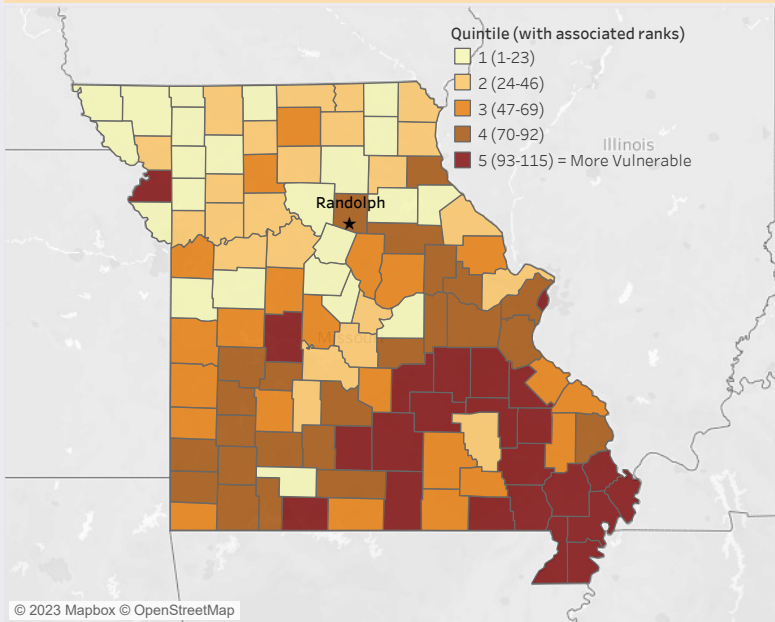 Quintile (with associated ranks)
1 (1-23)
2 (24-46)
3 (47-69)
4 (70-92)
5 (93-115) = More Vulnerable
Illinois
Randolph
Missou
© 2023 Mapbox © OpenStreetMap